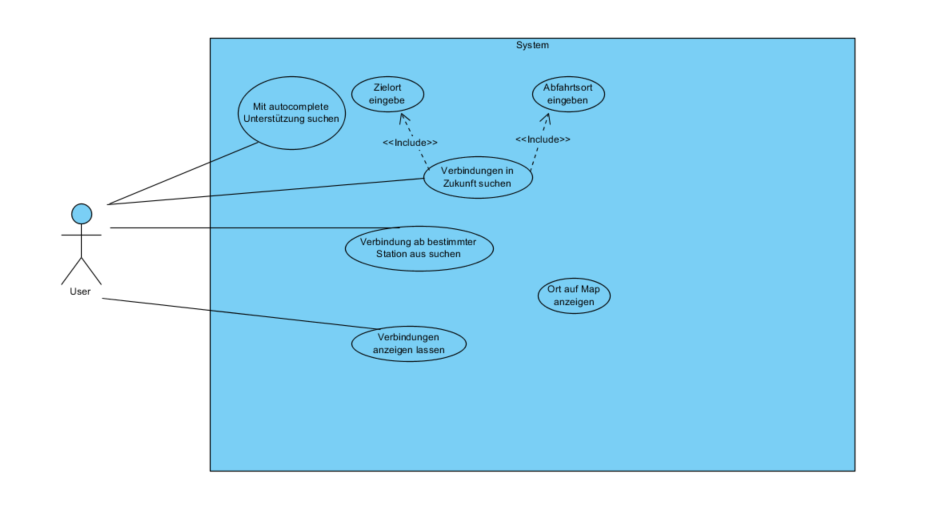 System
Mit autocomplete
Unterstützung suchen
Zielort
eingebe
Abfahrtsort
eingeben
<<Include>>
<<Include>>
Verbindungen in
Zukunft suchen
Verbindung ab bestimmter
Station aus suchen
User
Ort auf Map
anzeigen
Verbindungen
anzeigen lassen